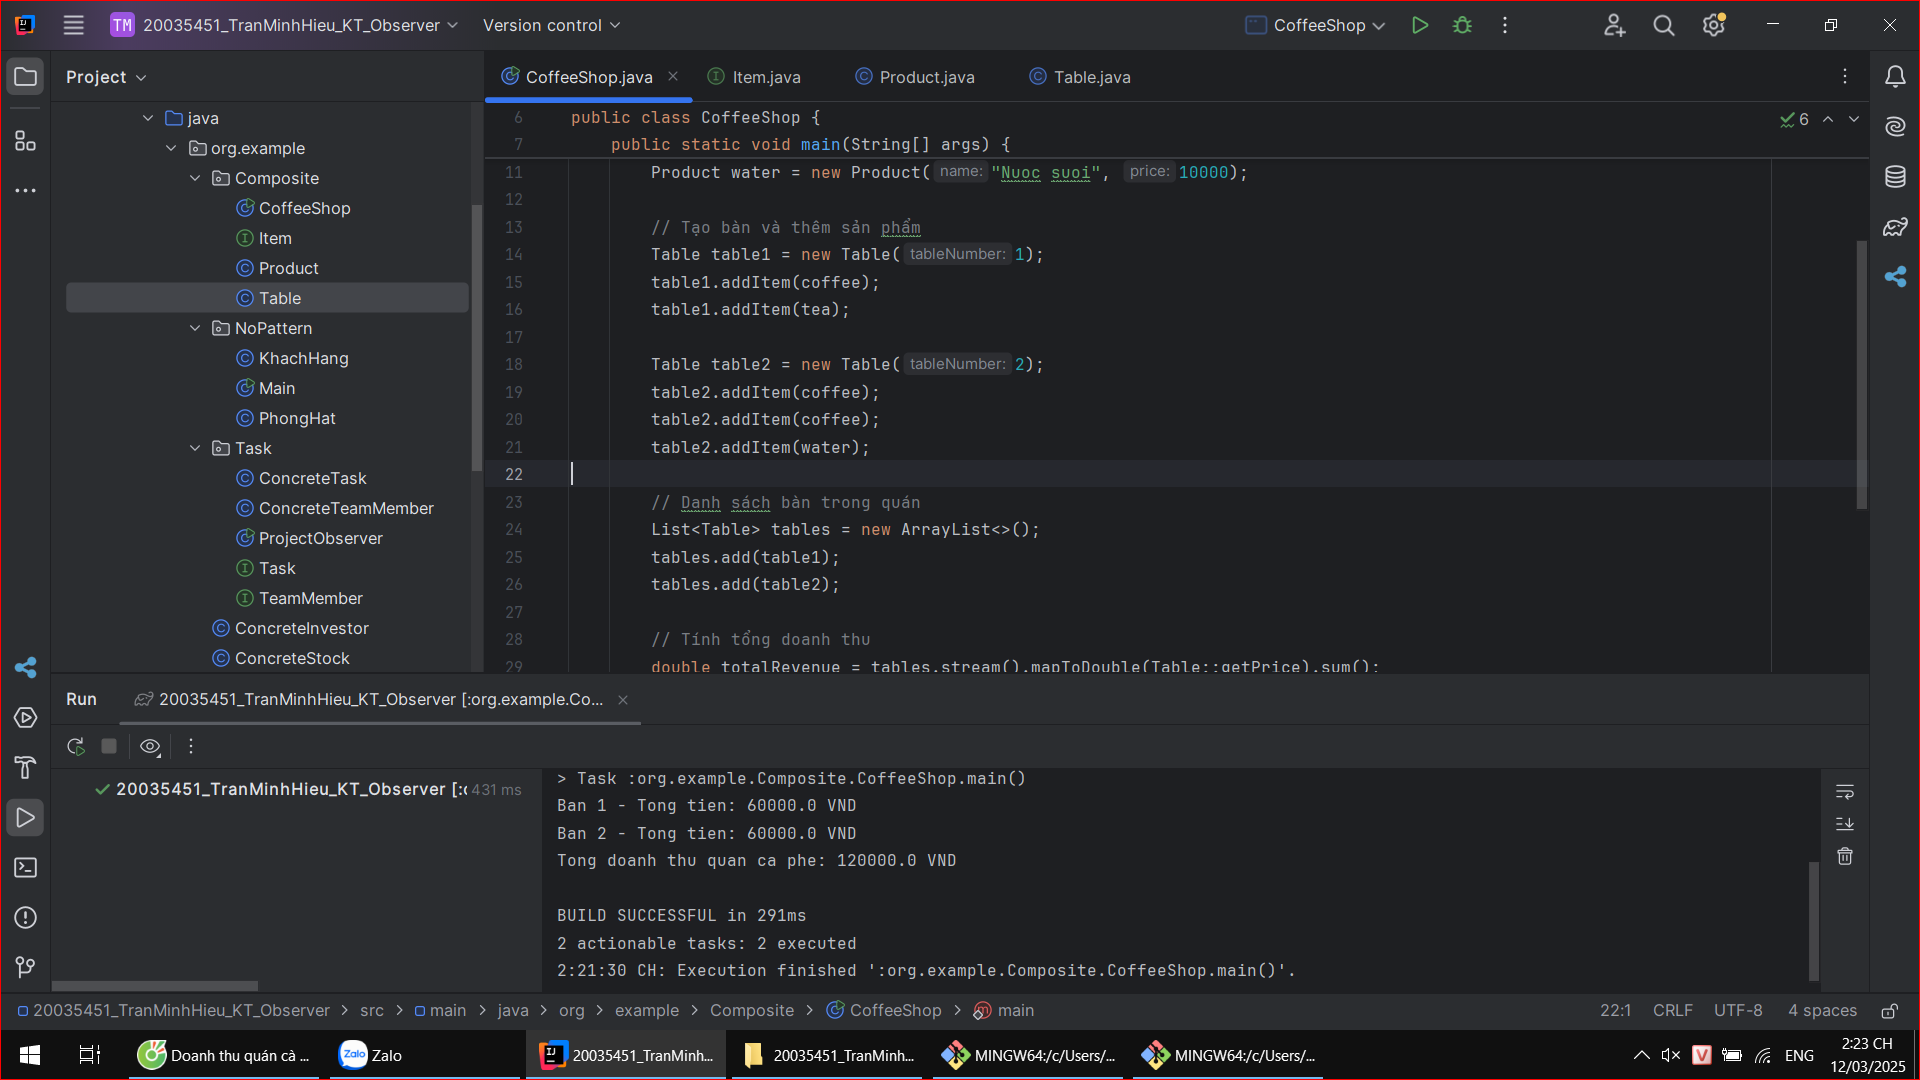 TM 20035451_TranMinhHieu_KT_Observer Version control CoffeeShop
Project
CoffeeShop.java Item.java Product.java Table.java
java
org.example
Composite
CoffeeShop
Item
Product
Table
NoPattern
KhachHang
Main
PhongHat
Task
ConcreteTask
ConcreteTeamMember
ProjectObserver
Task
TeamMember
ConcreteInvestor
ConcreteStock
6 public class CoffeeShop {
7 public static void main(String[] args) {
6
11 Product water = new Product( name: "Nuoc suoi", price: 10000);
12
13 // Tạo bàn và thêm sản phẩm
14 Table table1 = new Table( tableNumber: 1);
15 table1.addItem(coffee);
16 table1.addItem(tea);
17
18 Table table2 = new Table( tableNumber: 2);
19 table2.addItem(coffee);
20 table2.addItem(coffee);
21 table2.addItem(water);
22
23 // Danh sách bàn trong quán
24 List<Table> tables = new ArrayList<>();
25 tables.add(table1);
26 tables.add(table2);
27
28 // Tính tổng doanh thu
29 double totalRevenue = tables.stream().mapToDouble(Table::getPrice).sum();
Run 20035451_TranMinhHieu_KT_Observer [:org.example.Co...
20035451_TranMinhHieu_KT_Observer [:c 431 ms
> Task :org.example.Composite.CoffeeShop.main()
Ban 1 - Tong tien: 60000.0 VND
Ban 2 - Tong tien: 60000.0 VND
Tong doanh thu quan ca phe: 120000.0 VND
BUILD SUCCESSFUL in 291ms
2 actionable tasks: 2 executed
2:21:30 CH: Execution finished ':org.example.Composite.CoffeeShop.main()'.
20035451_TranMinhHieu_KT_Observer > src > main > java > org > example > Composite > CoffeeShop > main
22:1 CRLF UTF-8 4 spaces
Doanh thu quán cà ...
Zalo Zalo
20035451_TranMinh...
20035451_TranMinh...
MINGW64:/c/Users/...
MINGW64:/c/Users/...
V ENG
2:23 CH
12/03/2025